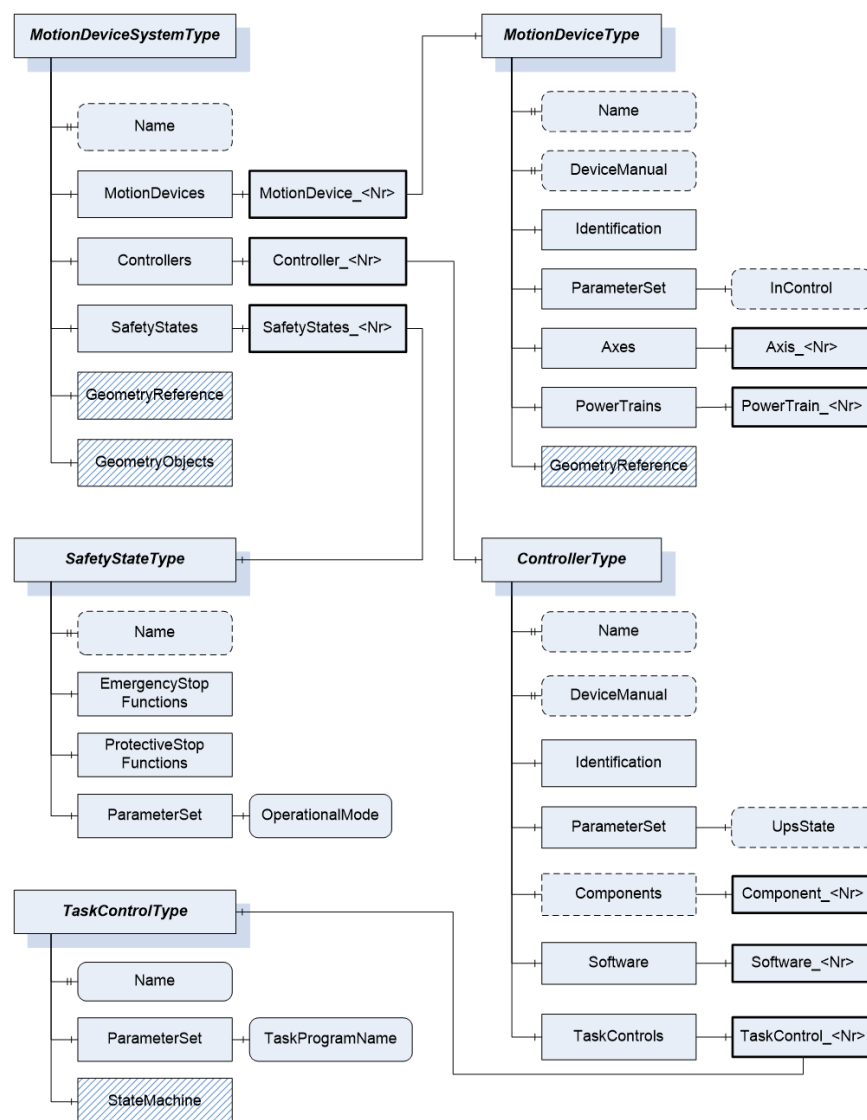 MotionDeviceSystemType
Name
MotionDevices
MotionDevice_<Nr>
Controllers
Controller_<Nr>
SafetyStates
SafetyStates_<Nr>
GeometryReference
GeometryObjects
MotionDeviceType
Name
DeviceManual
Identification
ParameterSet
InControl
Axes
Axis_<Nr>
PowerTrains
PowerTrain_<Nr>
GeometryReference
SafetyStateType
Name
EmergencyStop
Functions
ProtectiveStop
Functions
ParameterSet
OperationalMode
ControllerType
Name
DeviceManual
Identification
ParameterSet
UpsState
Components
Component_<Nr>
Software
Software_<Nr>
TaskControls
TaskControl_<Nr>
TaskControlType
Name
ParameterSet
TaskProgramName
StateMachine